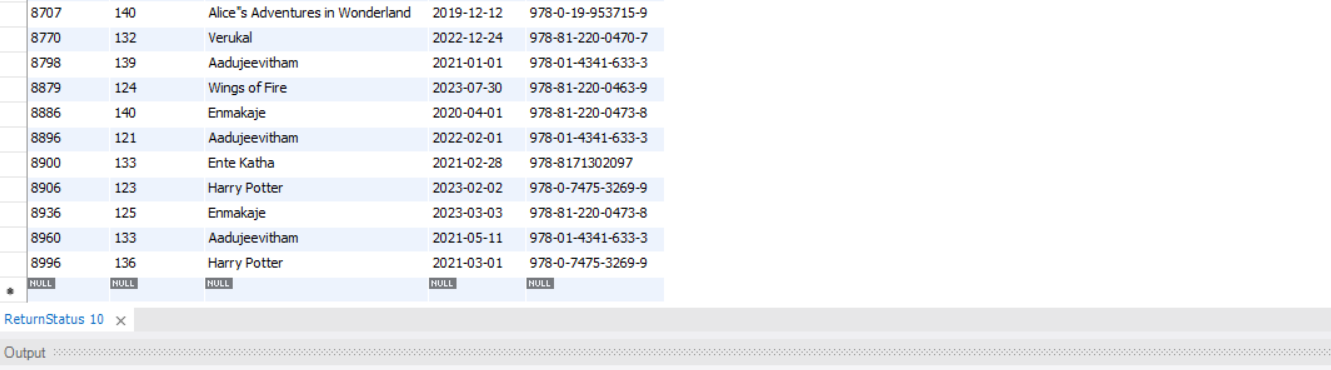 8707 140 Alice"s Adventures in Wonderland 2019-12-12 978-0-19-953715-9
8770 132 Verukal 2022-12-24 978-81-220-0470-7
8798 139 Aadujeevitham 2021-01-01 978-01-4341-633-3
8879 124 Wings of Fire 2023-07-30 978-81-220-0463-9
8886 140 Enmakaje 2020-04-01 978-81-220-0473-8
8896 121 Aadujeevitham 2022-02-01 978-01-4341-633-3
8900 133 Ente Katha 2021-02-28 978-8171302097
8906 123 Harry Potter 2023-02-02 978-0-7475-3269-9
8936 125 Enmakaje 2023-03-03 978-81-220-0473-8
8960 133 Aadujeevitham 2021-05-11 978-01-4341-633-3
8996 136 Harry Potter 2021-03-01 978-0-7475-3269-9
NULL NULL NULL NULL NULL
ReturnStatus 10
Output